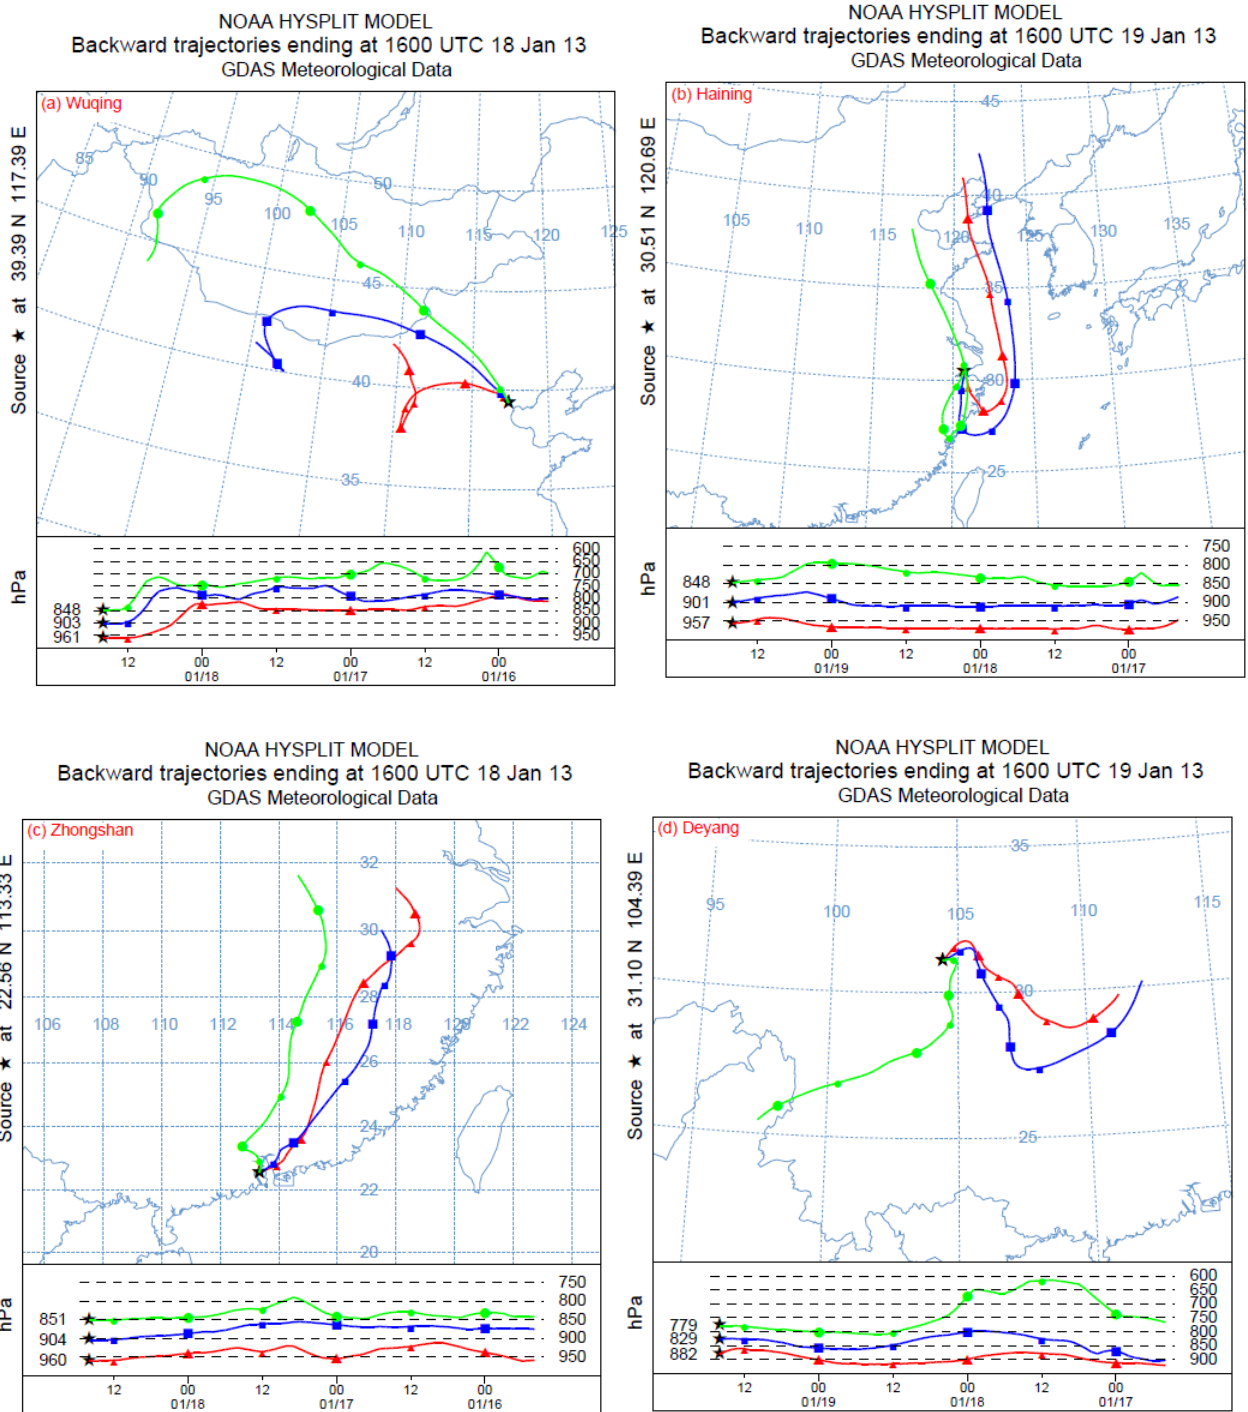 NOAA HYSPLIT MODEL
Backward trajectories ending at 1600 UTC 18 Jan 13
GDAS Meteorological Data
(a) Wuqing
Source ★ at 39.39 N 117.39 E
85
90
95
100
105
110
115
120
125
50
45
40
35
hPa
848
903
961
600
650
700
750
800
850
900
950
12 00 12 00 12 00
01/18 01/17 01/16
NOAA HYSPLIT MODEL
Backward trajectories ending at 1600 UTC 19 Jan 13
GDAS Meteorological Data
(b) Haining
Source ★ at 30.51 N 120.69 E
45
40
105
110
115
120
125
130
135
35
30
25
hPa
848
901
957
750
800
850
900
950
12 00 12 00 12 00
01/19 01/18 01/17
NOAA HYSPLIT MODEL
Backward trajectories ending at 1600 UTC 18 Jan 13
GDAS Meteorological Data
(c) Zhongshan
Source ★ at 22.56 N 113.33 E
32
30
28
106 108 110 112 114 116 118 120 122 124
26
24
22
20
hPa
851
904
960
750
800
850
900
950
12 00 12 00 12 00
01/18 01/17 01/16
NOAA HYSPLIT MODEL
Backward trajectories ending at 1600 UTC 19 Jan 13
GDAS Meteorological Data
(d) Deyang
Source ★ at 31.10 N 104.39 E
35
95
100
105
110
115
30
25
hPa
779
829
882
600
650
700
750
800
850
900
12 00 12 00 12 00
01/19 01/18 01/17